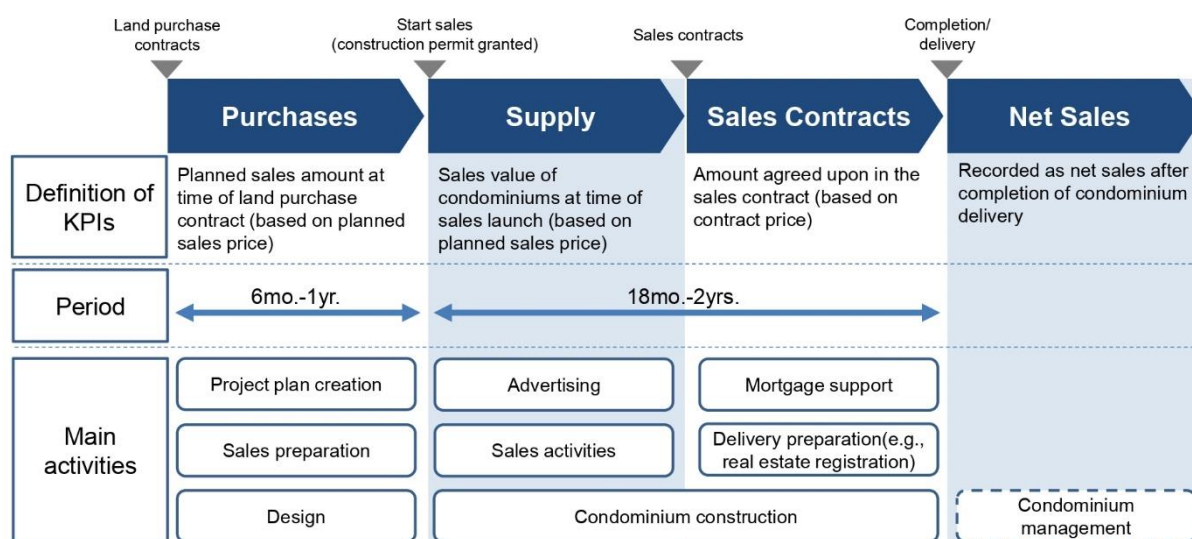 Land purchase
contracts
Start sales
(construction permit granted)
Sales contracts
Completion/
delivery
Purchases
Supply
Sales Contracts
Net Sales
Definition of
KPIs
Planned sales amount at
time of land purchase
contract (based on planned
sales price)
Sales value of
condominiums at time of
sales launch (based on
planned sales price)
Amount agreed upon in the
sales contract (based on
contract price)
Recorded as net sales after
completion of condominium
delivery
Period
6mo.-1yr.
18mo.-2yrs.
Main
activities
Project plan creation
Advertising
Mortgage support
Sales preparation
Sales activities
Delivery preparation(e.g.,
real estate registration)
Design
Condominium construction
Condominium
management